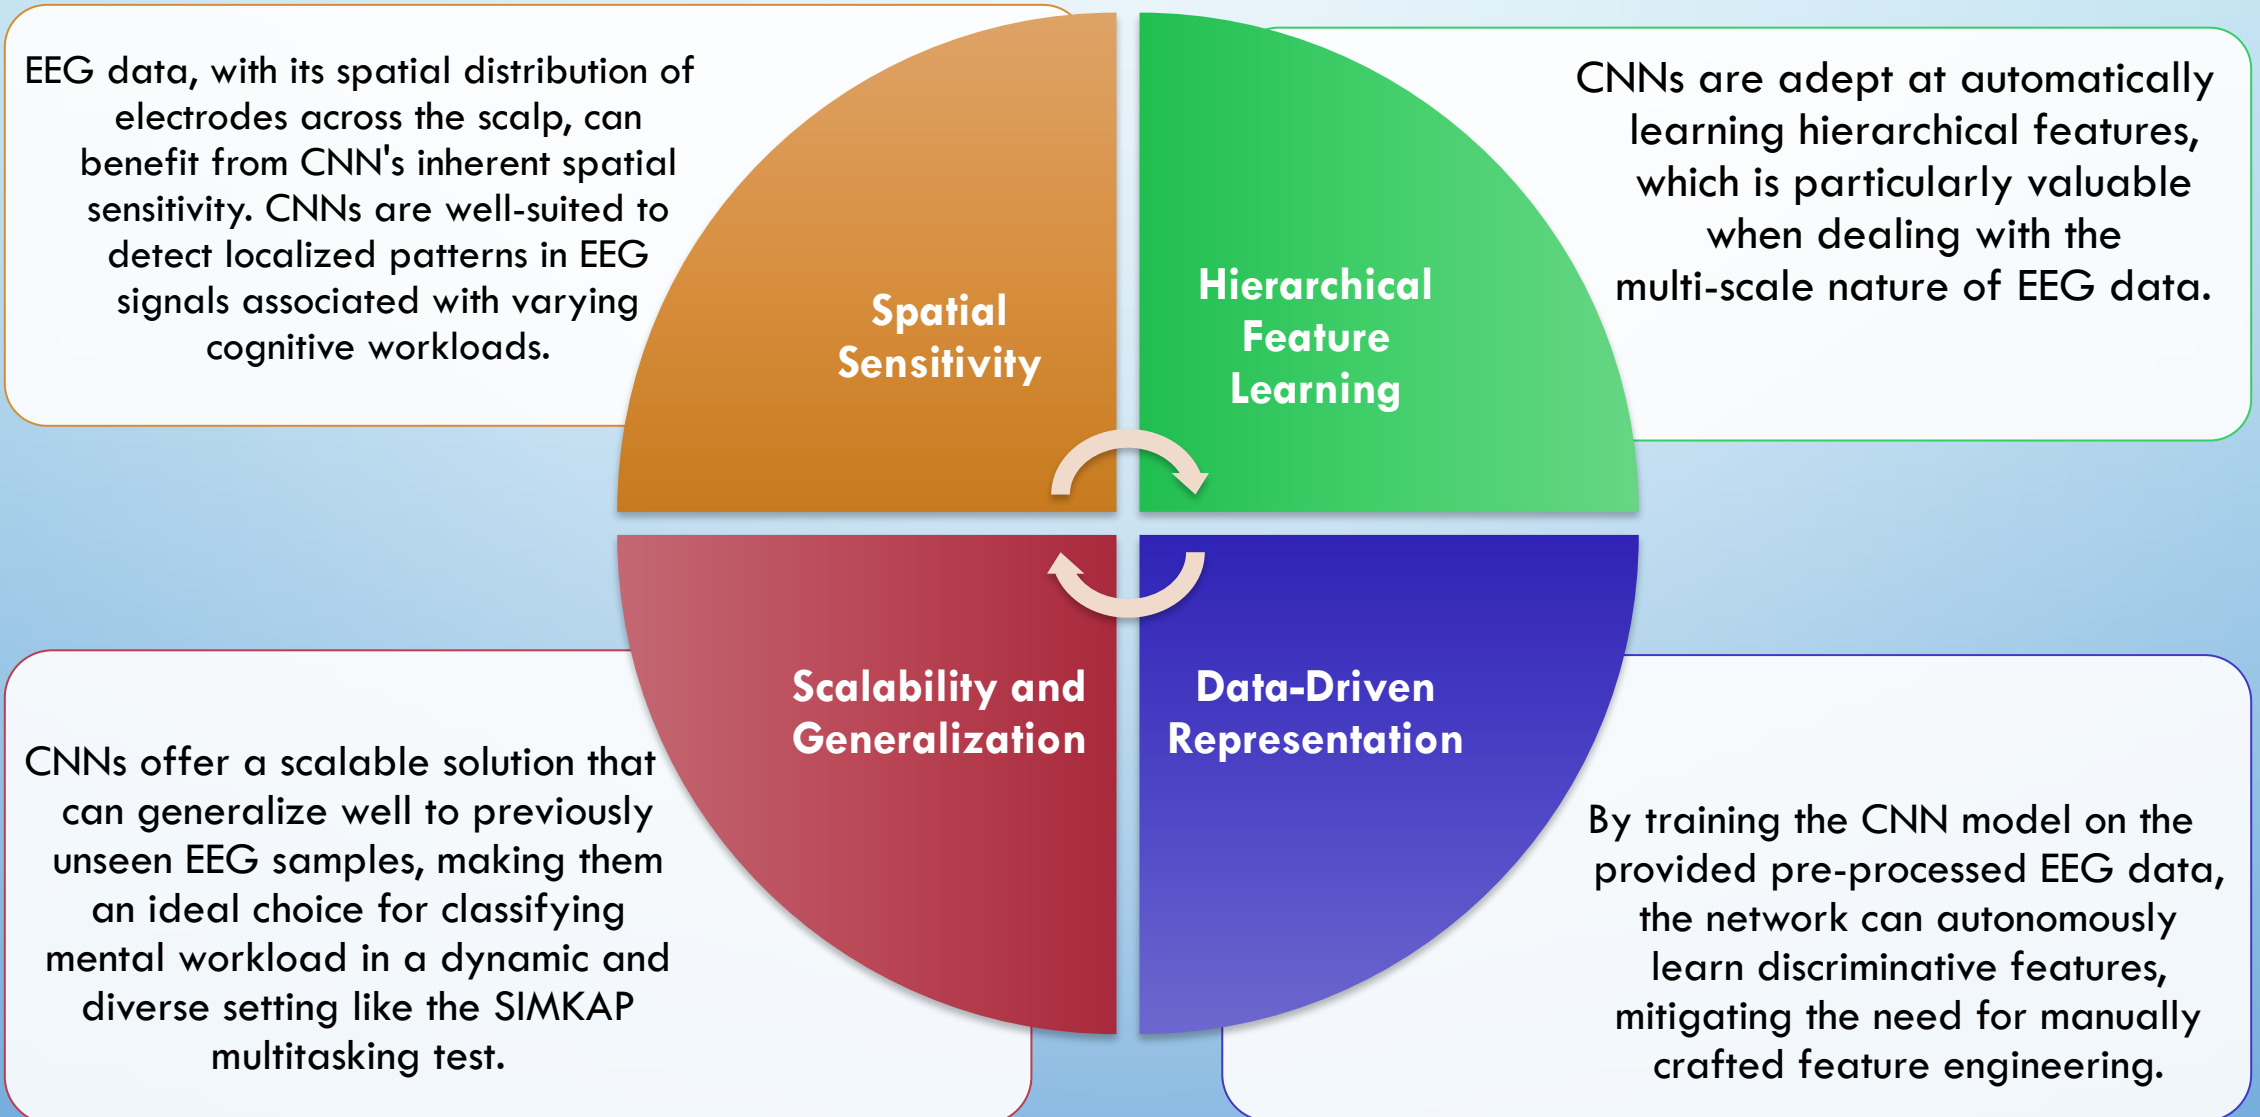 EEG data, with its spatial distribution of
electrodes across the scalp, can
benefit from CNN's inherent spatial
sensitivity. CNNs are well-suited to
detect localized patterns in EEG
signals associated with varying
cognitive workloads.
Spatial
Sensitivity
Hierarchical
Feature
Learning
CNNs are adept at automatically
learning hierarchical features,
which is particularly valuable
when dealing with the
multi-scale nature of EEG data.
CNNs offer a scalable solution that
can generalize well to previously
unseen EEG samples, making them
an ideal choice for classifying
mental workload in a dynamic and
diverse setting like the SIMKAP
multitasking test.
Scalability and
Generalization
Data-Driven
Representation
By training the CNN model on the
provided pre-processed EEG data,
the network can autonomously
learn discriminative features,
mitigating the need for manually
crafted feature engineering.